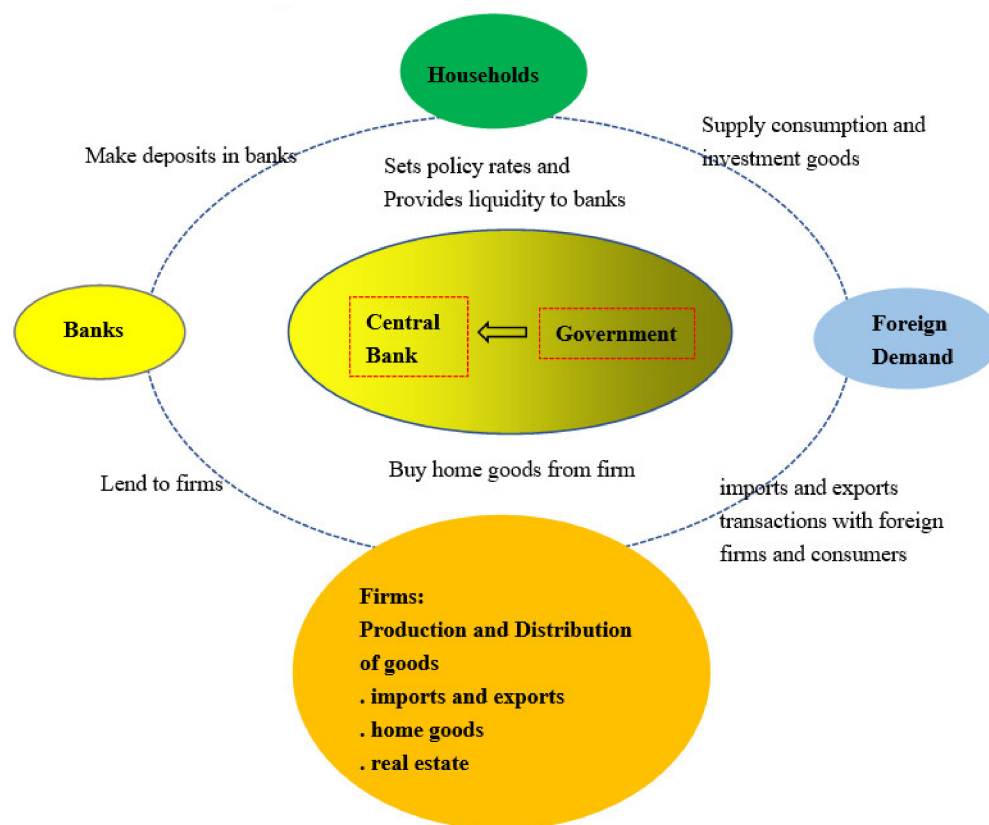 Households
Supply consumption and
investment goods
Make deposits in banks
Sets policy rates and
Provides liquidity to banks
Banks
Central
Bank
Government
Foreign
Demand
Lend to firms
Buy home goods from firm
imports and exports
transactions with foreign
firms and consumers
Firms:
Production and Distribution
of goods
. imports and exports
. home goods
. real estate